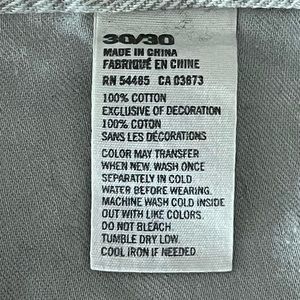 30/30
MADE IN CHINA
FABRIQUÉ EN CHINE
RN 54485 CA 03873
100% COTTON
EXCLUSIVE OF DECORATION
100% COTON
SANS LES DÉCORATIONS
COLOR MAY TRANSFER
WHEN NEW. WASH ONCE
SEPARATELY IN COLD
WATER BEFORE WEARING.
MACHINE WASH COLD INSIDE
OUT WITH LIKE COLORS.
DO NOT BLEACH.
TUMBLE DRY LOW.
COOL IRON IF NEEDED